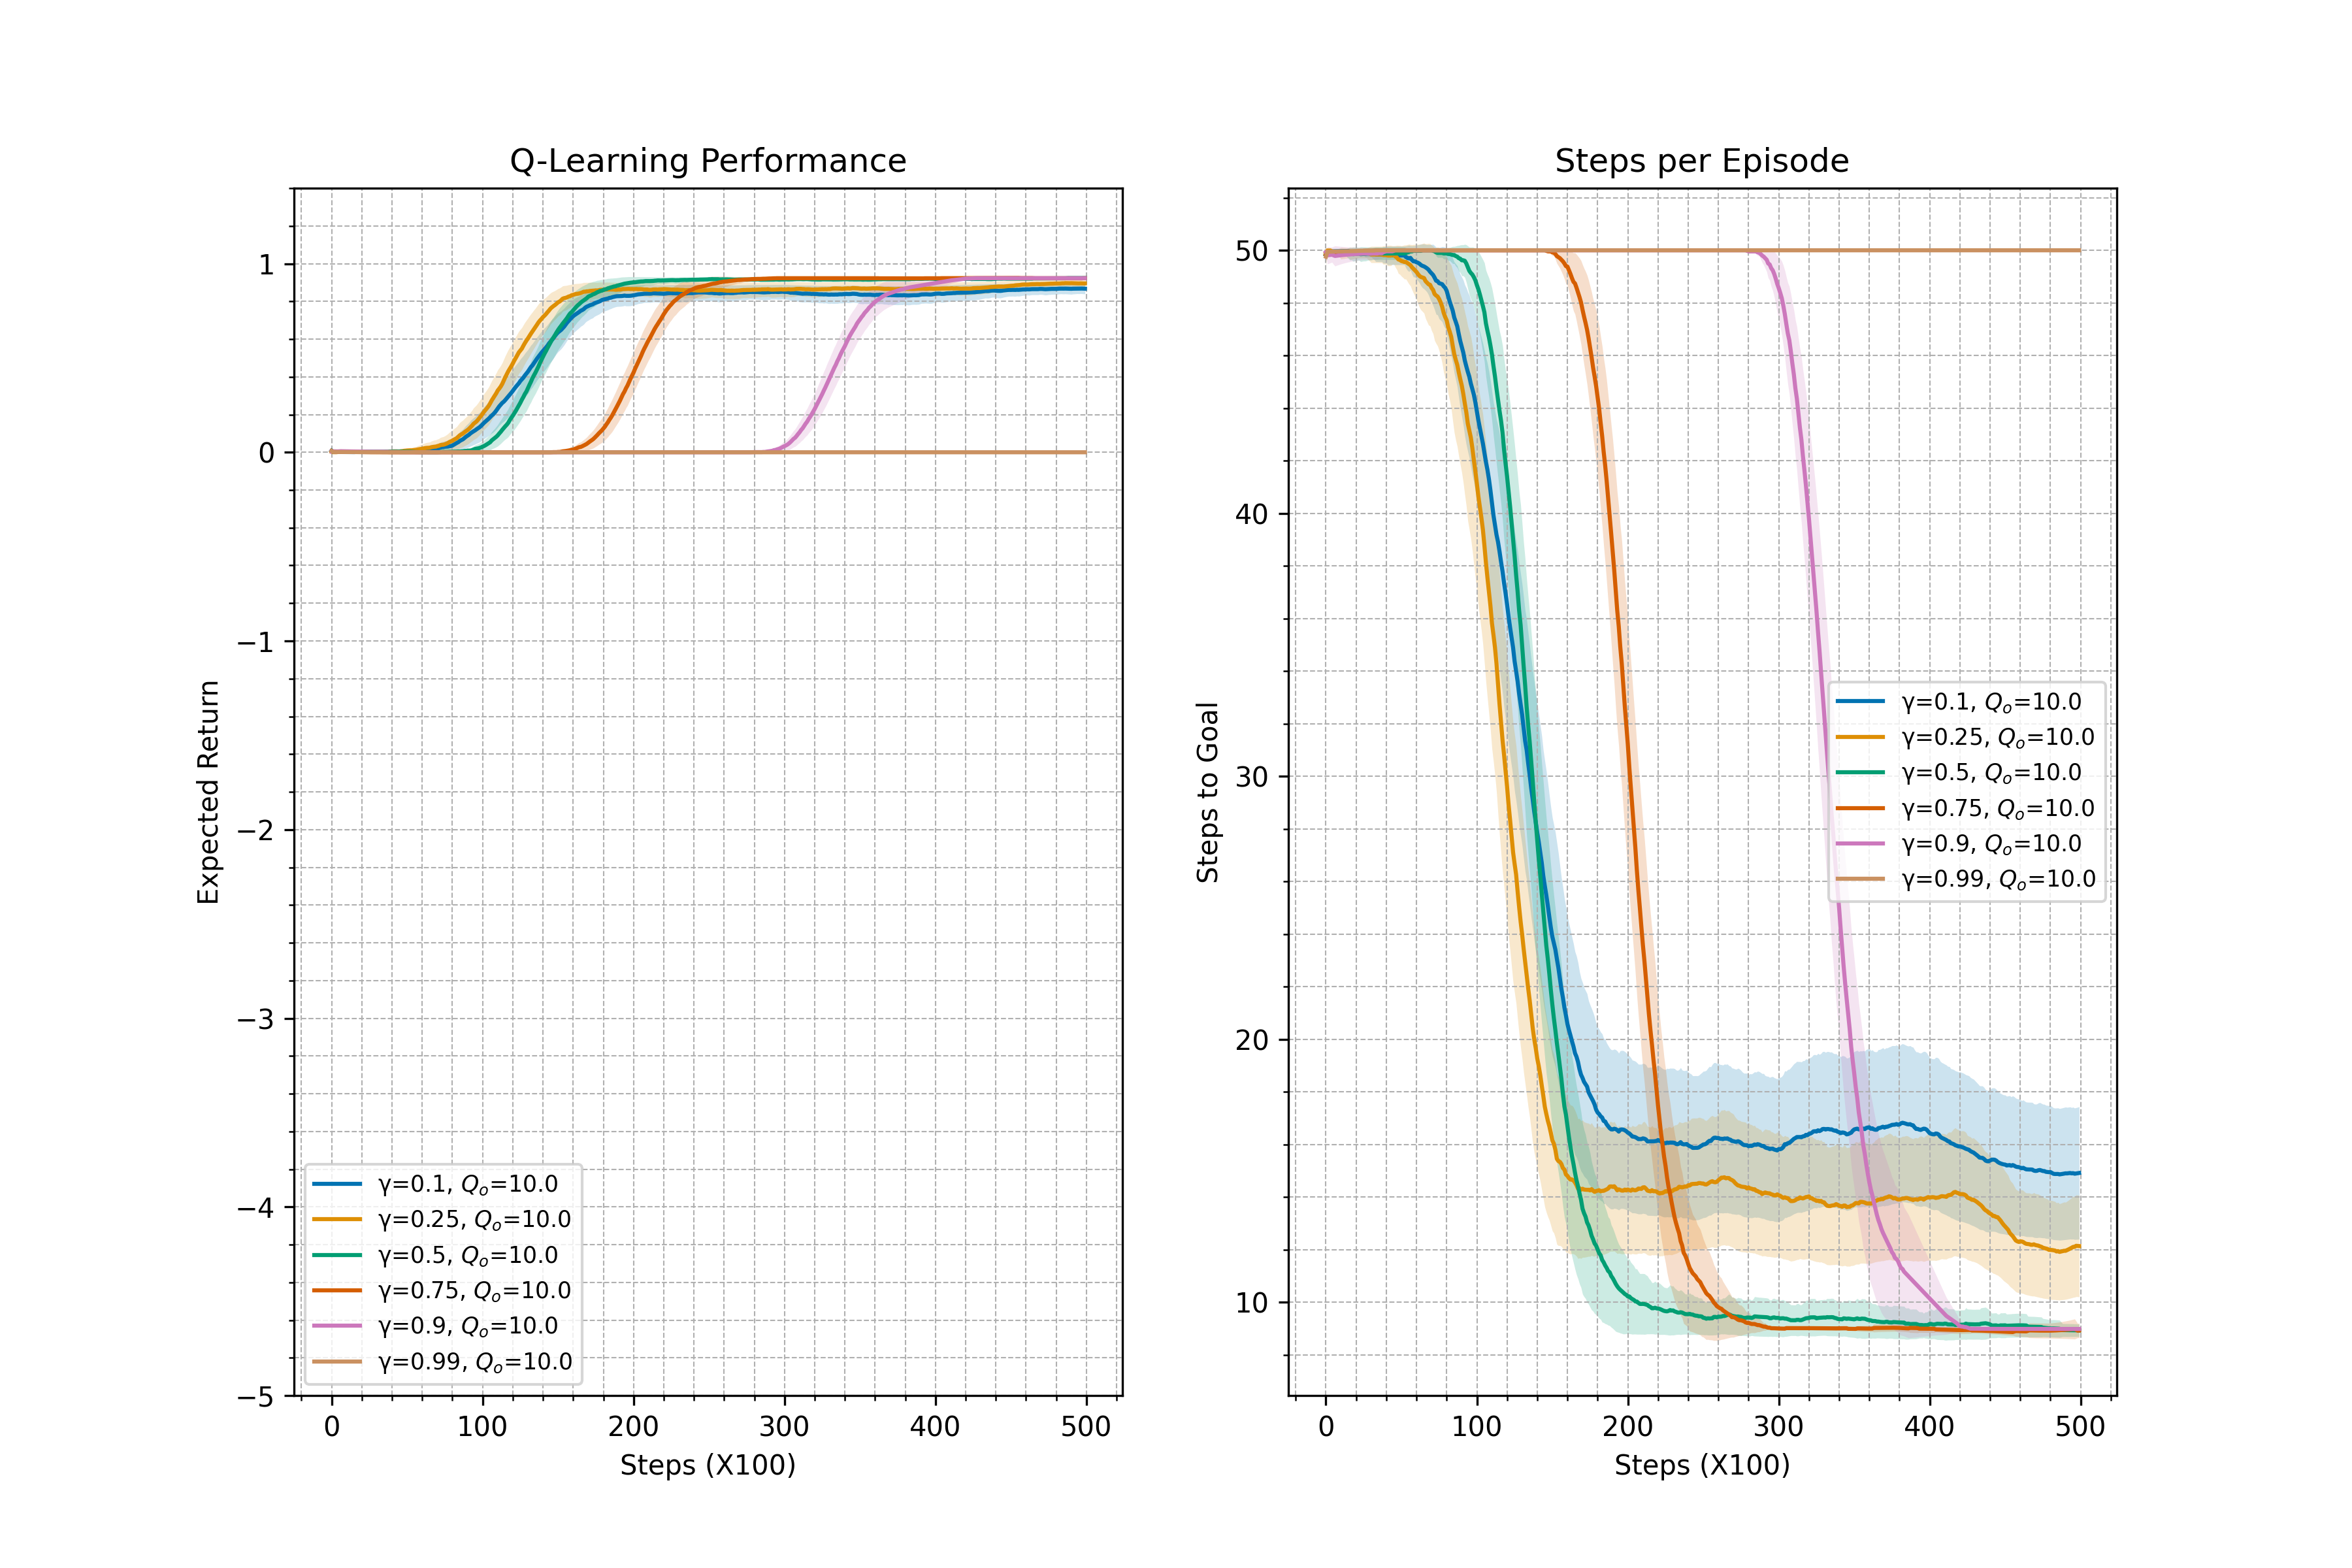 Q-Learning Performance
Expected Return
1
0
−1
−2
−3
−4
−5
γ=0.1, Qₒ=10.0
γ=0.25, Qₒ=10.0
γ=0.5, Qₒ=10.0
γ=0.75, Qₒ=10.0
γ=0.9, Qₒ=10.0
γ=0.99, Qₒ=10.0
0 100 200 300 400 500
Steps (X100)
Steps per Episode
Steps to Goal
50
40
30
20
10
γ=0.1, Qₒ=10.0
γ=0.25, Qₒ=10.0
γ=0.5, Qₒ=10.0
γ=0.75, Qₒ=10.0
γ=0.9, Qₒ=10.0
γ=0.99, Qₒ=10.0
0 100 200 300 400 500
Steps (X100)